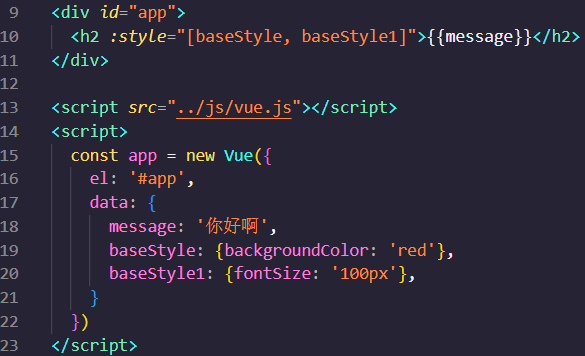 9 <div id="app">
10 <h2 :style="[baseStyle, baseStyle1]">{{message}}</h2>
11 </div>
12
13 <script src="../js/vue.js"></script>
14 <script>
15 const app = new Vue({
16 el: '#app',
17 data: {
18 message: '你好啊',
19 baseStyle: {backgroundColor: 'red'},
20 baseStyle1: {fontSize: '100px'},
21 }
22 })
23 </script>